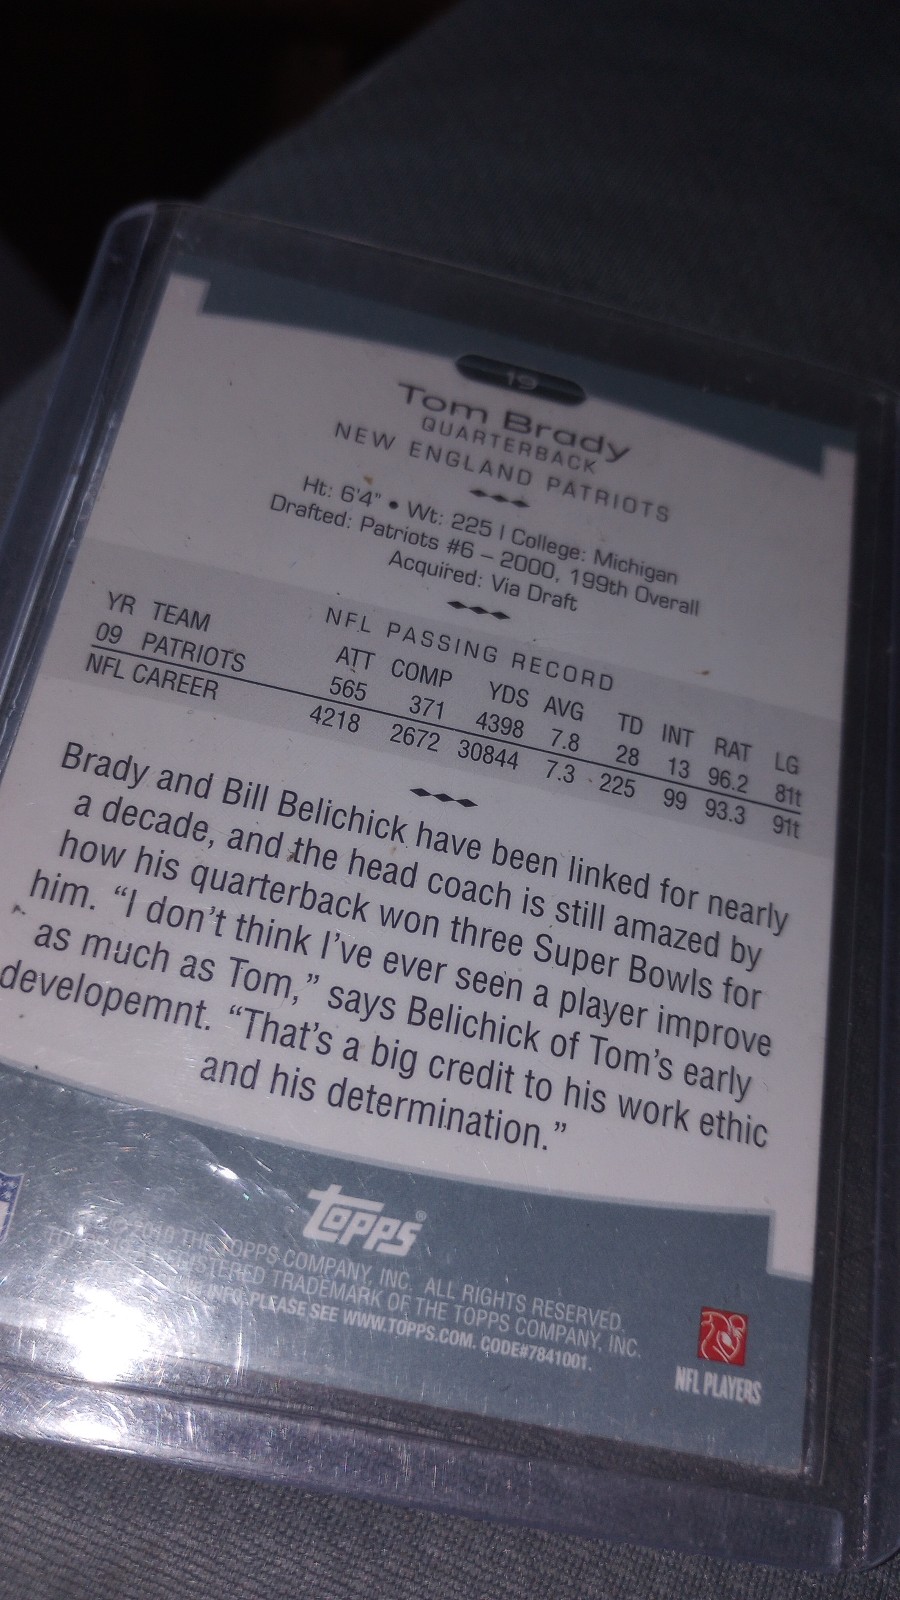 19
Tom Brady
QUARTERBACK
NEW ENGLAND PATRIOTS
Ht: 6'4" • Wt: 225 | College: Michigan
Drafted: Patriots #6 – 2000, 199th Overall
Acquired: Via Draft
NFL PASSING RECORD
YR TEAM ATT COMP YDS AVG TD INT RAT LG
09 PATRIOTS 565 371 4398 7.8 28 13 96.2 81t
NFL CAREER 4218 2672 30844 7.3 225 99 93.3 91t
Brady and Bill Belichick have been linked for nearly
a decade, and the head coach is still amazed by
how his quarterback won three Super Bowls for
him. “I don’t think I’ve ever seen a player improve
as much as Tom,” says Belichick of Tom’s early
developemnt. “That’s a big credit to his work ethic
and his determination.”
Topps®
THE TOPPS COMPANY, INC. ALL RIGHTS RESERVED.
TRADEMARK OF THE TOPPS COMPANY, INC.
INFO PLEASE SEE WWW.TOPPS.COM. CODE#7841001.
NFL PLAYERS